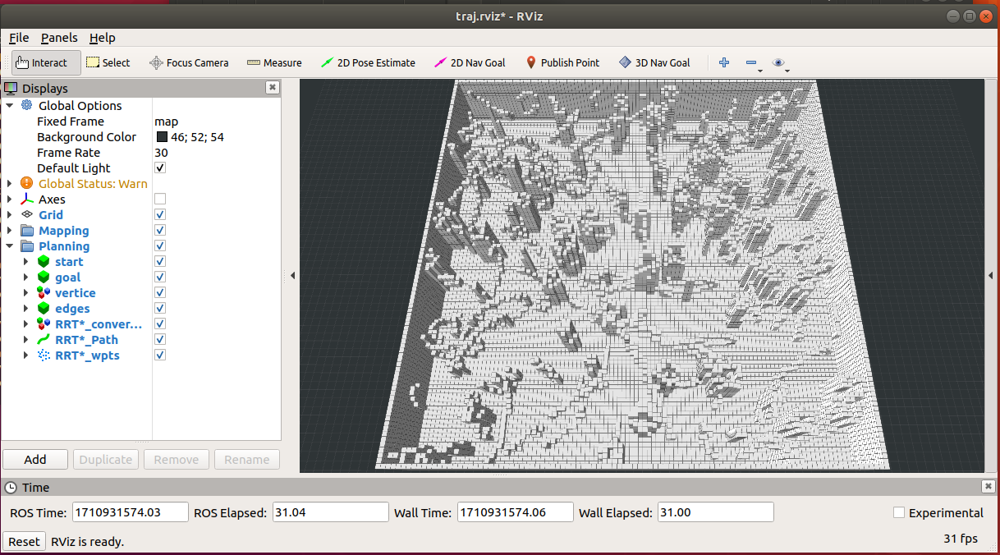 traj.rviz* - RViz
File Panels Help
Interact Select Focus Camera Measure 2D Pose Estimate 2D Nav Goal Publish Point 3D Nav Goal
Displays
Global Options
Fixed Frame map
Background Color 46; 52; 54
Frame Rate 30
Default Light
Global Status: Warn
Axes
Grid
Mapping
Planning
start
goal
vertice
edges
RRT*_conver...
RRT*_Path
RRT*_wpts
Add Duplicate Remove Rename
Time
ROS Time: 1710931574.03 ROS Elapsed: 31.04 Wall Time: 1710931574.06 Wall Elapsed: 31.00 Experimental
Reset RViz is ready. 31 fps